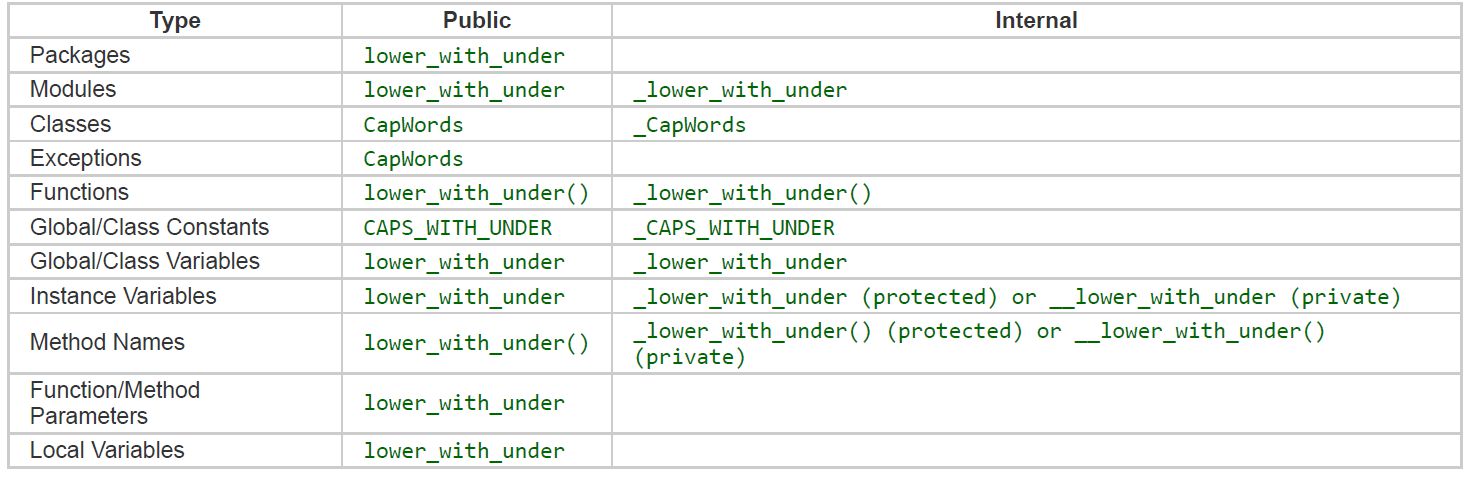 Type Public Internal
Packages lower_with_under
Modules lower_with_under _lower_with_under
Classes CapWords _CapWords
Exceptions CapWords
Functions lower_with_under() _lower_with_under()
Global/Class Constants CAPS_WITH_UNDER _CAPS_WITH_UNDER
Global/Class Variables lower_with_under _lower_with_under
Instance Variables lower_with_under _lower_with_under (protected) or __lower_with_under (private)
Method Names lower_with_under() _lower_with_under() (protected) or __lower_with_under()
(private)
Function/Method
Parameters lower_with_under
Local Variables lower_with_under